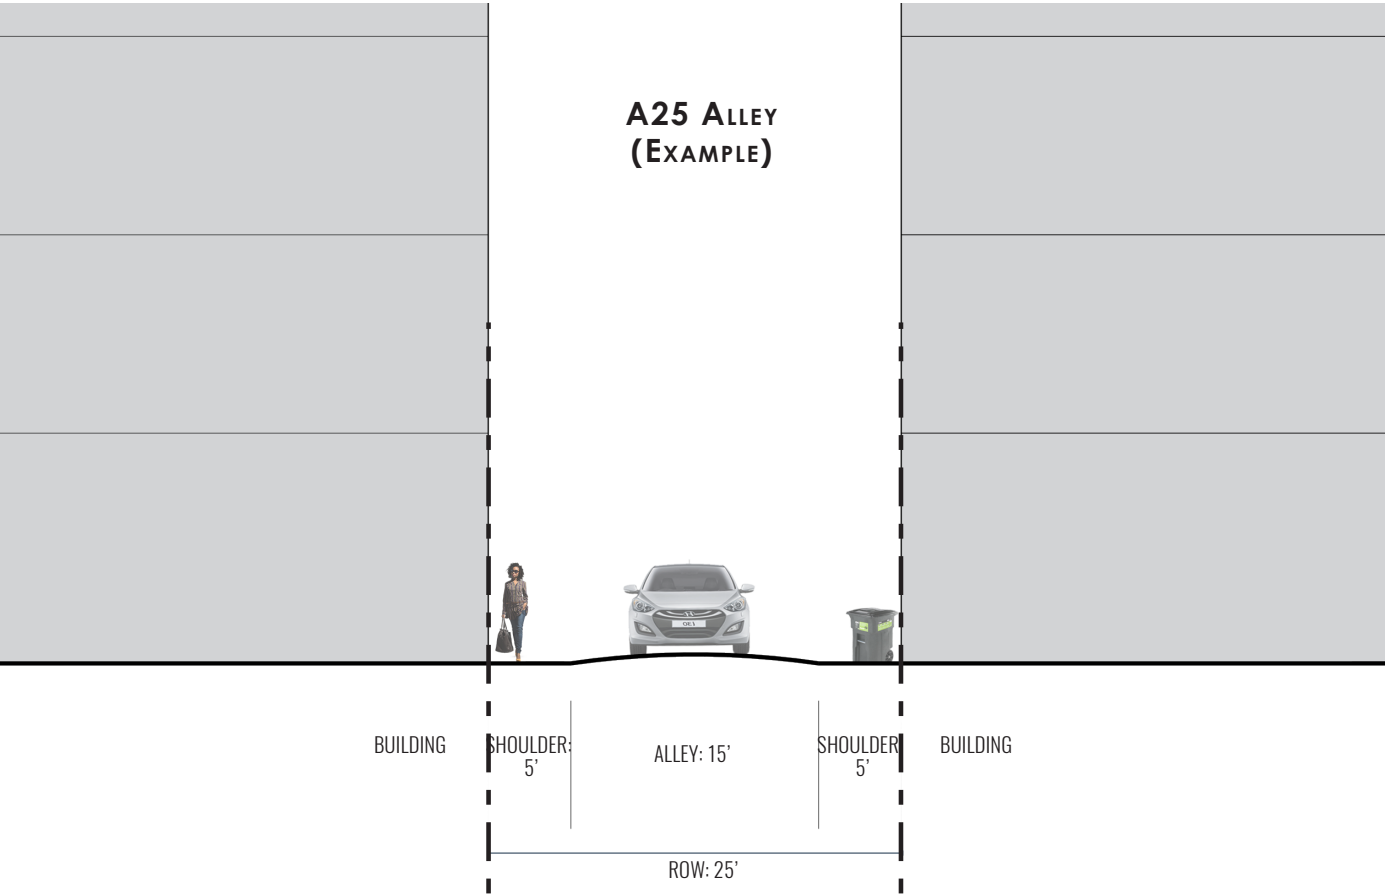 A25 Alley
(Example)
BUILDING
SHOULDER:
5'
ALLEY: 15'
SHOULDER
5'
BUILDING
ROW: 25'